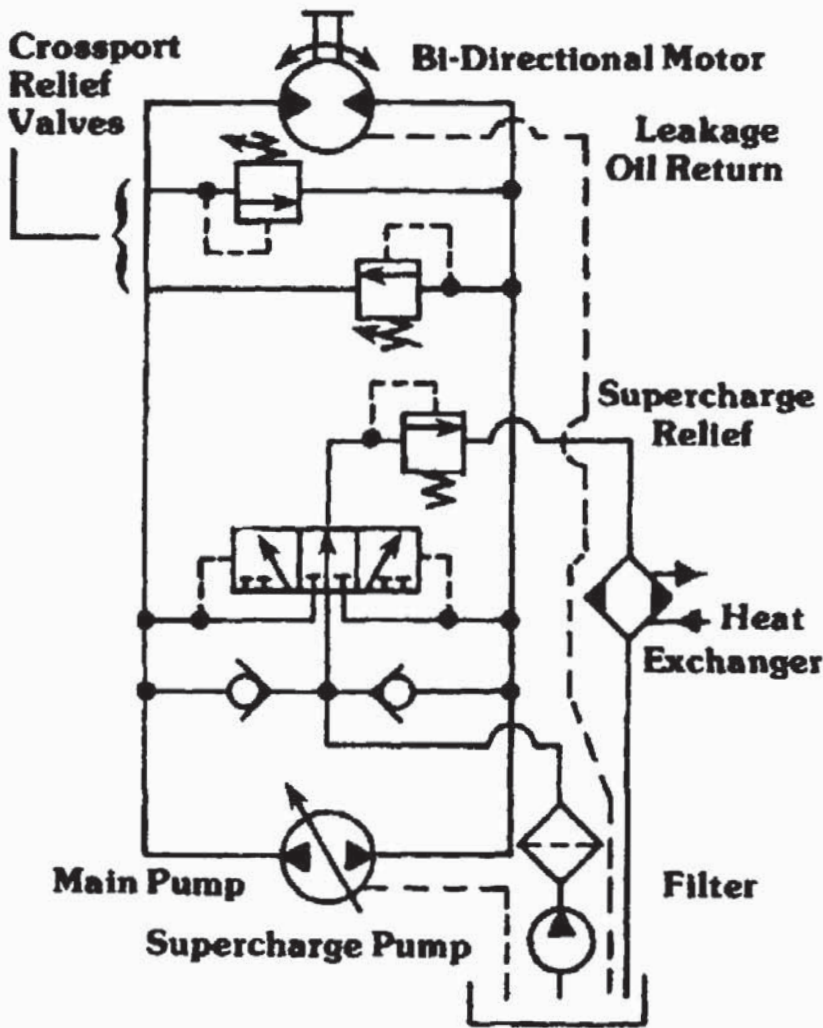 Crossport
Relief
Valves
Bi-Directional Motor
Leakage
Oil Return
Supercharge
Relief
Heat
Exchanger
Main Pump
Filter
Supercharge Pump